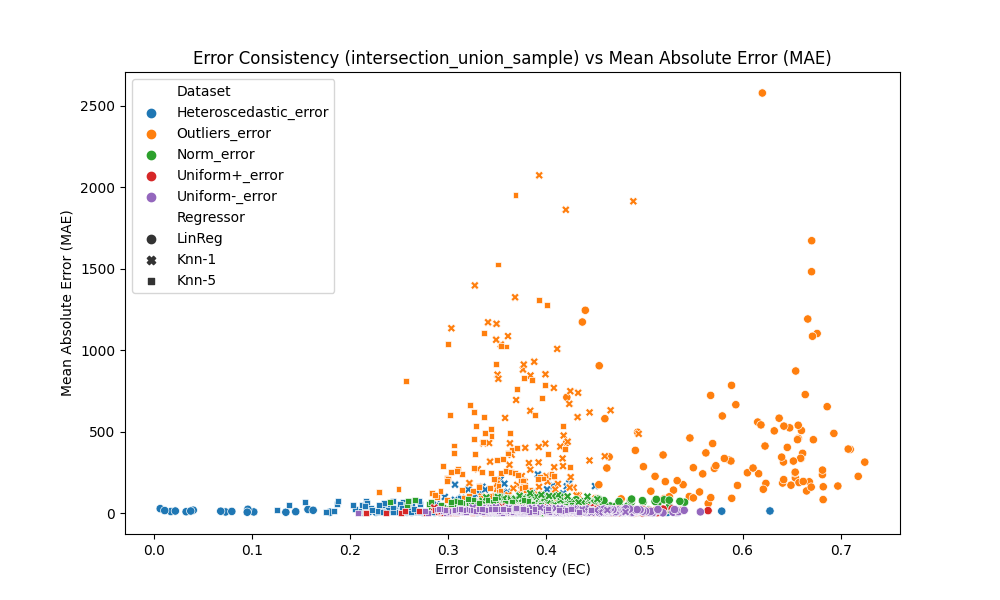 Error Consistency (intersection_union_sample) vs Mean Absolute Error (MAE)
Dataset
Heteroscedastic_error
Outliers_error
Norm_error
Uniform+_error
Uniform-_error
Regressor
LinReg
Knn-1
Knn-5
2500
2000
1500
1000
500
0
Mean Absolute Error (MAE)
0.0 0.1 0.2 0.3 0.4 0.5 0.6 0.7
Error Consistency (EC)